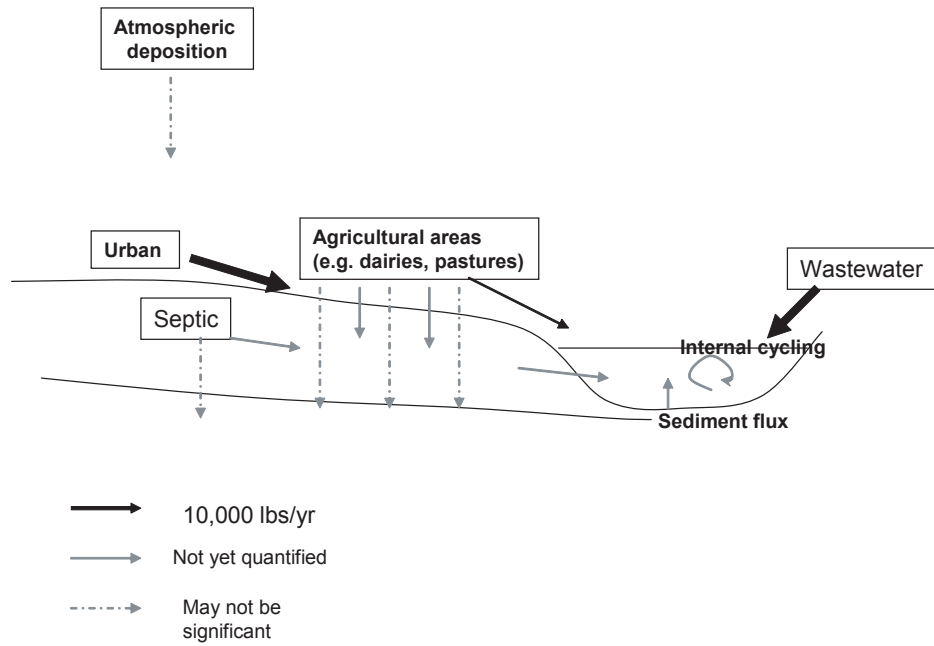 Atmospheric
deposition
Urban
Agricultural areas
(e.g. dairies, pastures)
Wastewater
Septic
Internal cycling
Sediment flux
10,000 lbs/yr
Not yet quantified
May not be
significant